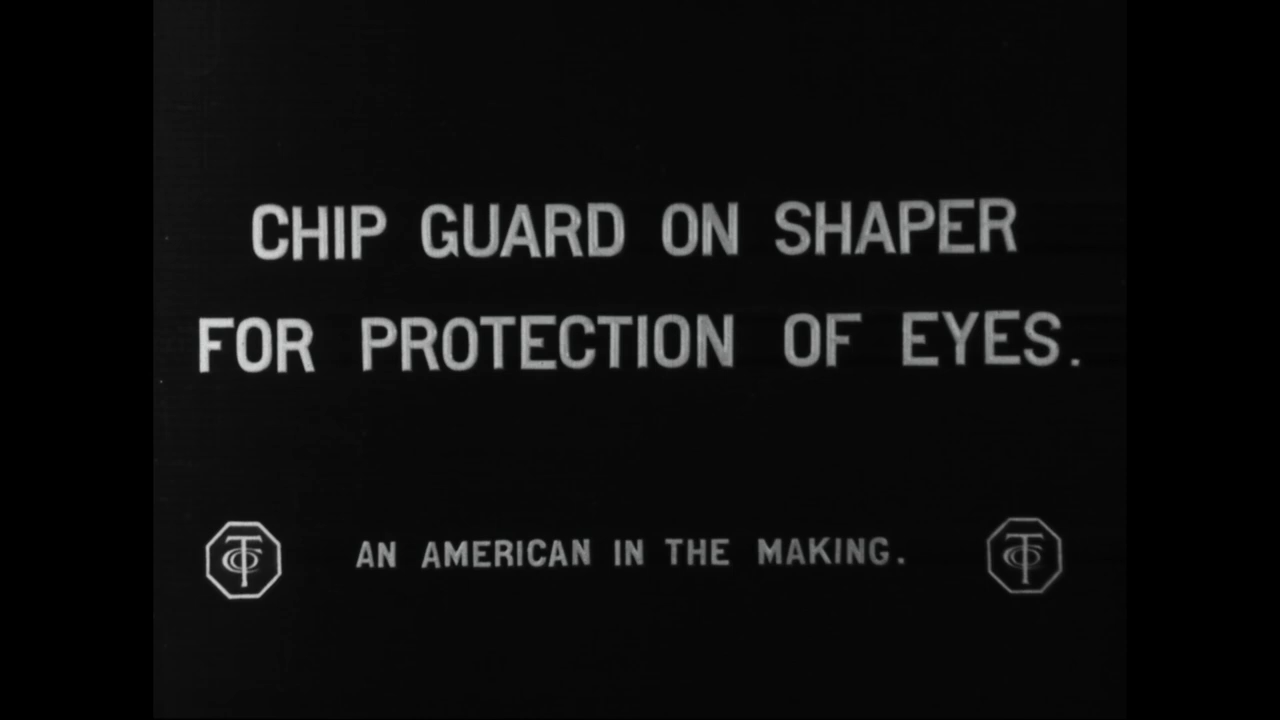 CHIP GUARD ON SHAPER
FOR PROTECTION OF EYES.
AN AMERICAN IN THE MAKING.